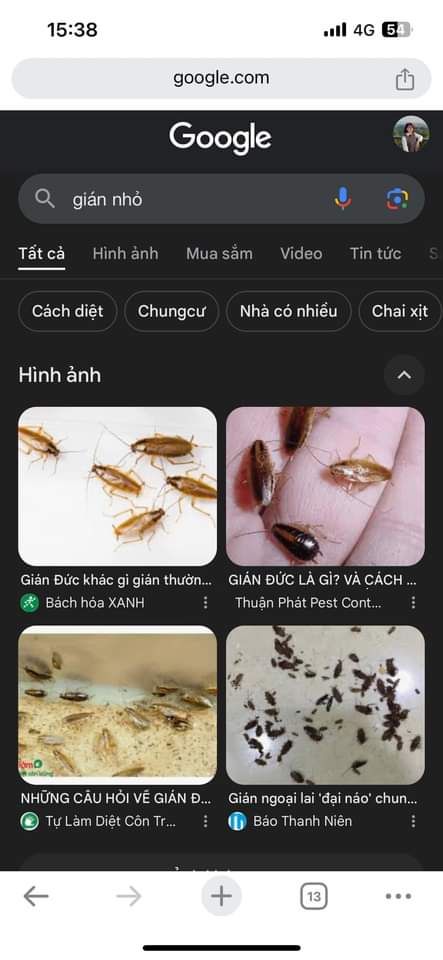 15:38
4G
54
google.com
Google
gián nhỏ
Tất cả Hình ảnh Mua sắm Video Tin tức S
Cách diệt Chungcư Nhà có nhiều Chai xịt
Hình ảnh
Gián Đức khác gì gián thườn...
Bách hóa XANH
GIÁN ĐỨC LÀ GÌ? VÀ CÁCH ...
Thuận Phát Pest Cont...
NHỮNG CÂU HỎI VỀ GIÁN Đ...
Tự Làm Diệt Côn Tr...
Gián ngoại lai 'đại náo' chun...
Báo Thanh Niên
13